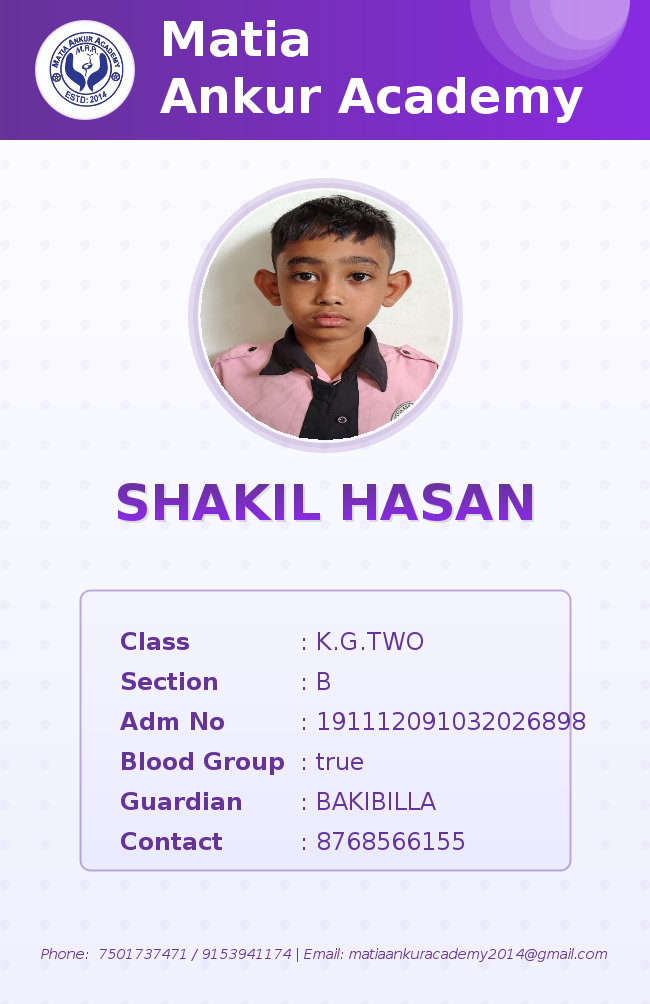 Matia
Ankur Academy
MATIA ANKUR ACADEMY
M.A.A
ESTD: 2014
SHAKIL HASAN
Class : K.G.TWO
Section : B
Adm No : 191112091032026898
Blood Group : true
Guardian : BAKIBILLA
Contact : 8768566155
Phone: 7501737471 / 9153941174 | Email: matiaankuracademy2014@gmail.com